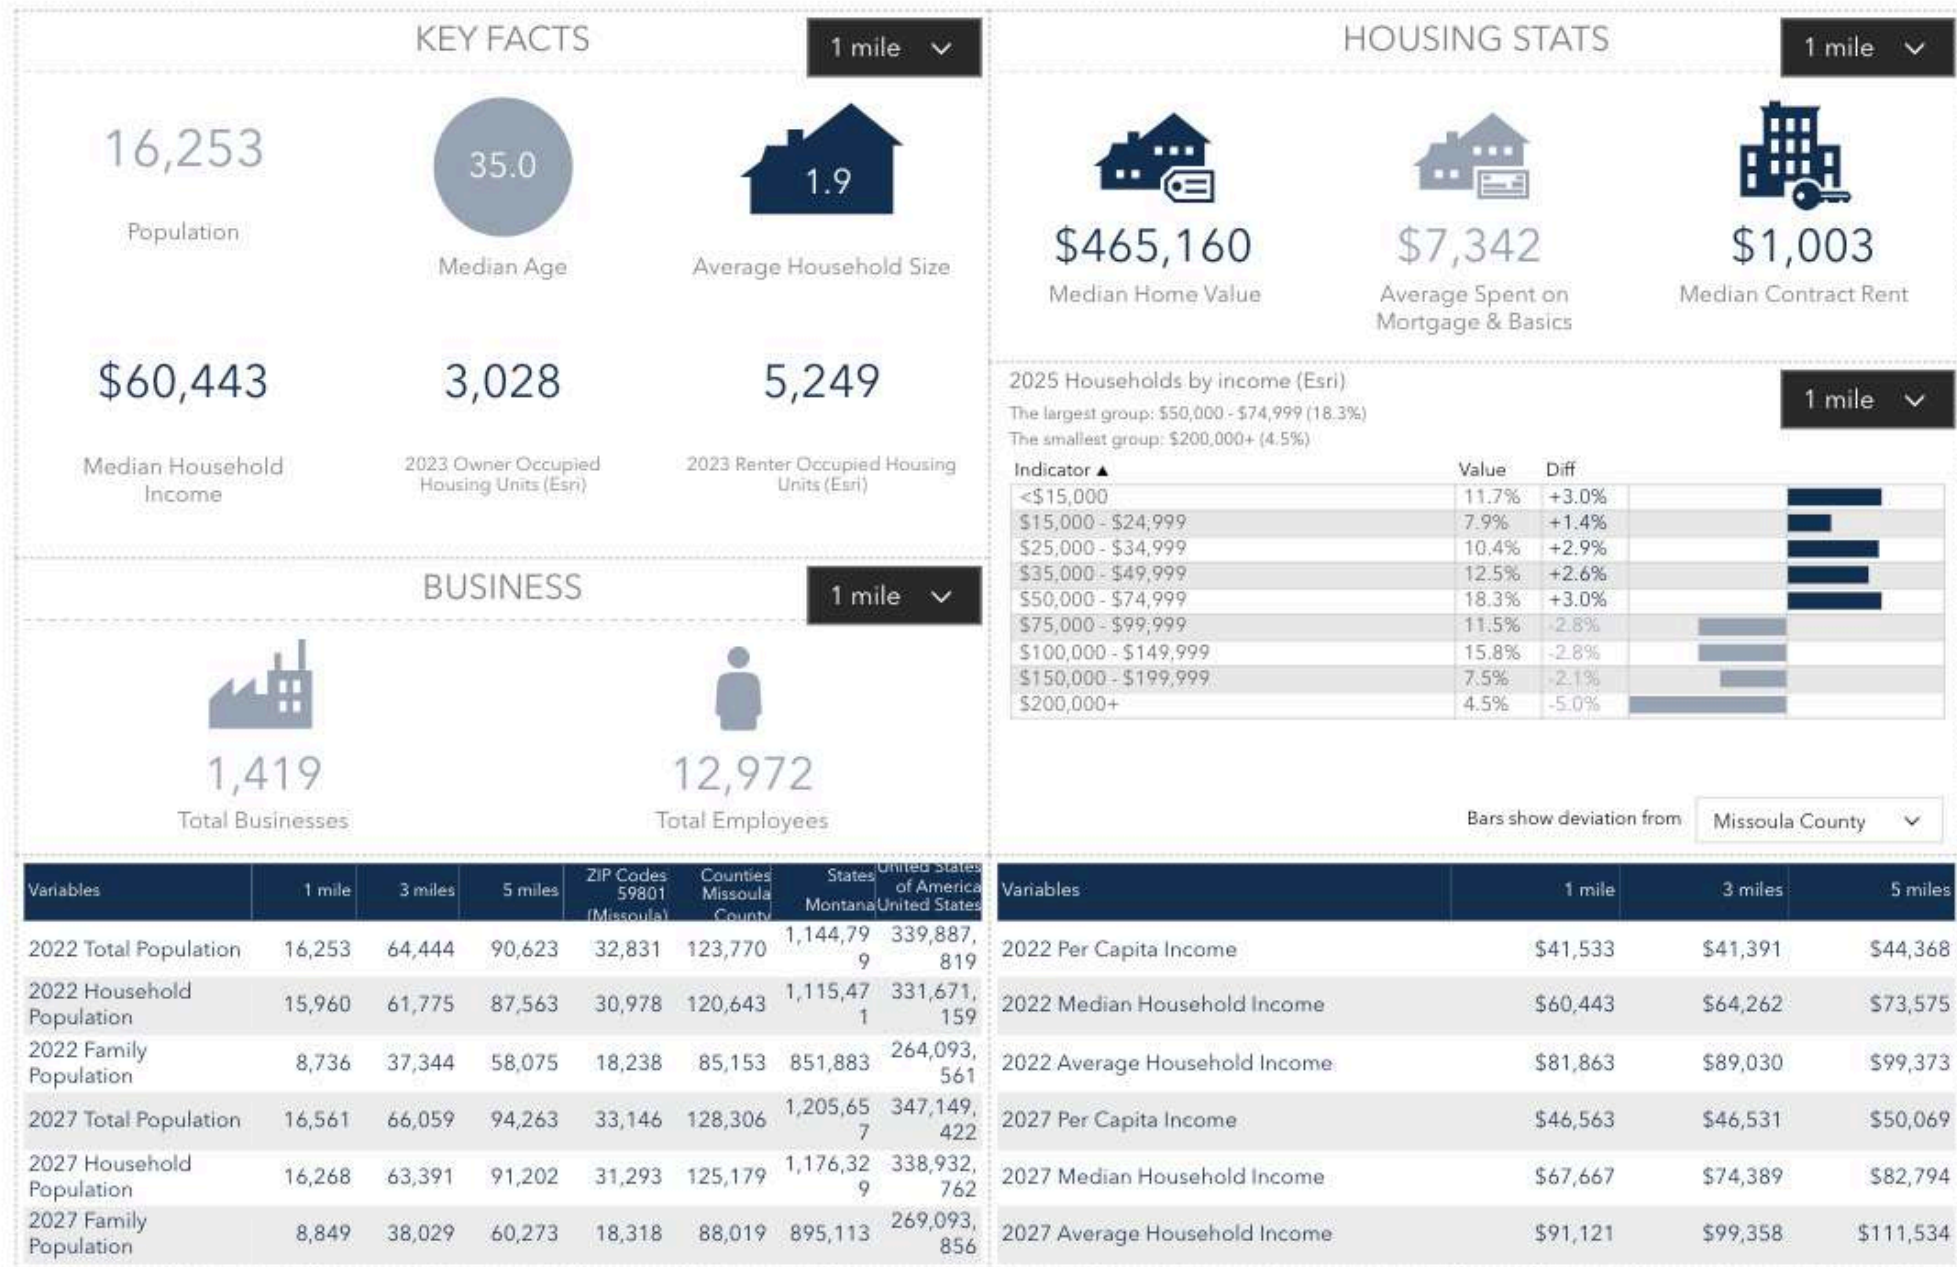 KEY FACTS
1 mile
16,253
Population
35.0
Median Age
1.9
Average Household Size
$60,443
Median Household
Income
3,028
2023 Owner Occupied
Housing Units (Esri)
5,249
2023 Renter Occupied Housing
Units (Esri)
HOUSING STATS
1 mile
$465,160
Median Home Value
$7,342
Average Spent on
Mortgage & Basics
$1,003
Median Contract Rent
2025 Households by income (Esri)
The largest group: $50,000 - $74,999 (18.3%)
The smallest group: $200,000+ (4.5%)
1 mile
Indicator ▲ Value Diff
<$15,000 11.7% +3.0%
$15,000 - $24,999 7.9% +1.4%
$25,000 - $34,999 10.4% +2.9%
$35,000 - $49,999 12.5% +2.6%
$50,000 - $74,999 18.3% +3.0%
$75,000 - $99,999 11.5% -2.8%
$100,000 - $149,999 15.8% -2.8%
$150,000 - $199,999 7.5% -2.1%
$200,000+ 4.5% -5.0%
Bars show deviation from Missoula County
BUSINESS
1 mile
1,419
Total Businesses
12,972
Total Employees
Variables 1 mile 3 miles 5 miles
ZIP Codes
59801
(Missoula)
Counties
Missoula
County
States
Montana
United States
of America
United States
2022 Total Population 16,253 64,444 90,623 32,831 123,770 1,144,79 339,887,
9 819
2022 Household
Population 15,960 61,775 87,563 30,978 120,643 1,115,47 331,671,
1 159
2022 Family
Population 8,736 37,344 58,075 18,238 85,153 851,883 264,093,
561
2027 Total Population 16,561 66,059 94,263 33,146 128,306 1,205,65 347,149,
7 422
2027 Household
Population 16,268 63,391 91,202 31,293 125,179 1,176,32 338,932,
9 762
2027 Family
Population 8,849 38,029 60,273 18,318 88,019 895,113 269,093,
856
Variables 1 mile 3 miles 5 miles
2022 Per Capita Income $41,533 $41,391 $44,368
2022 Median Household Income $60,443 $64,262 $73,575
2022 Average Household Income $81,863 $89,030 $99,373
2027 Per Capita Income $46,563 $46,531 $50,069
2027 Median Household Income $67,667 $74,389 $82,794
2027 Average Household Income $91,121 $99,358 $111,534